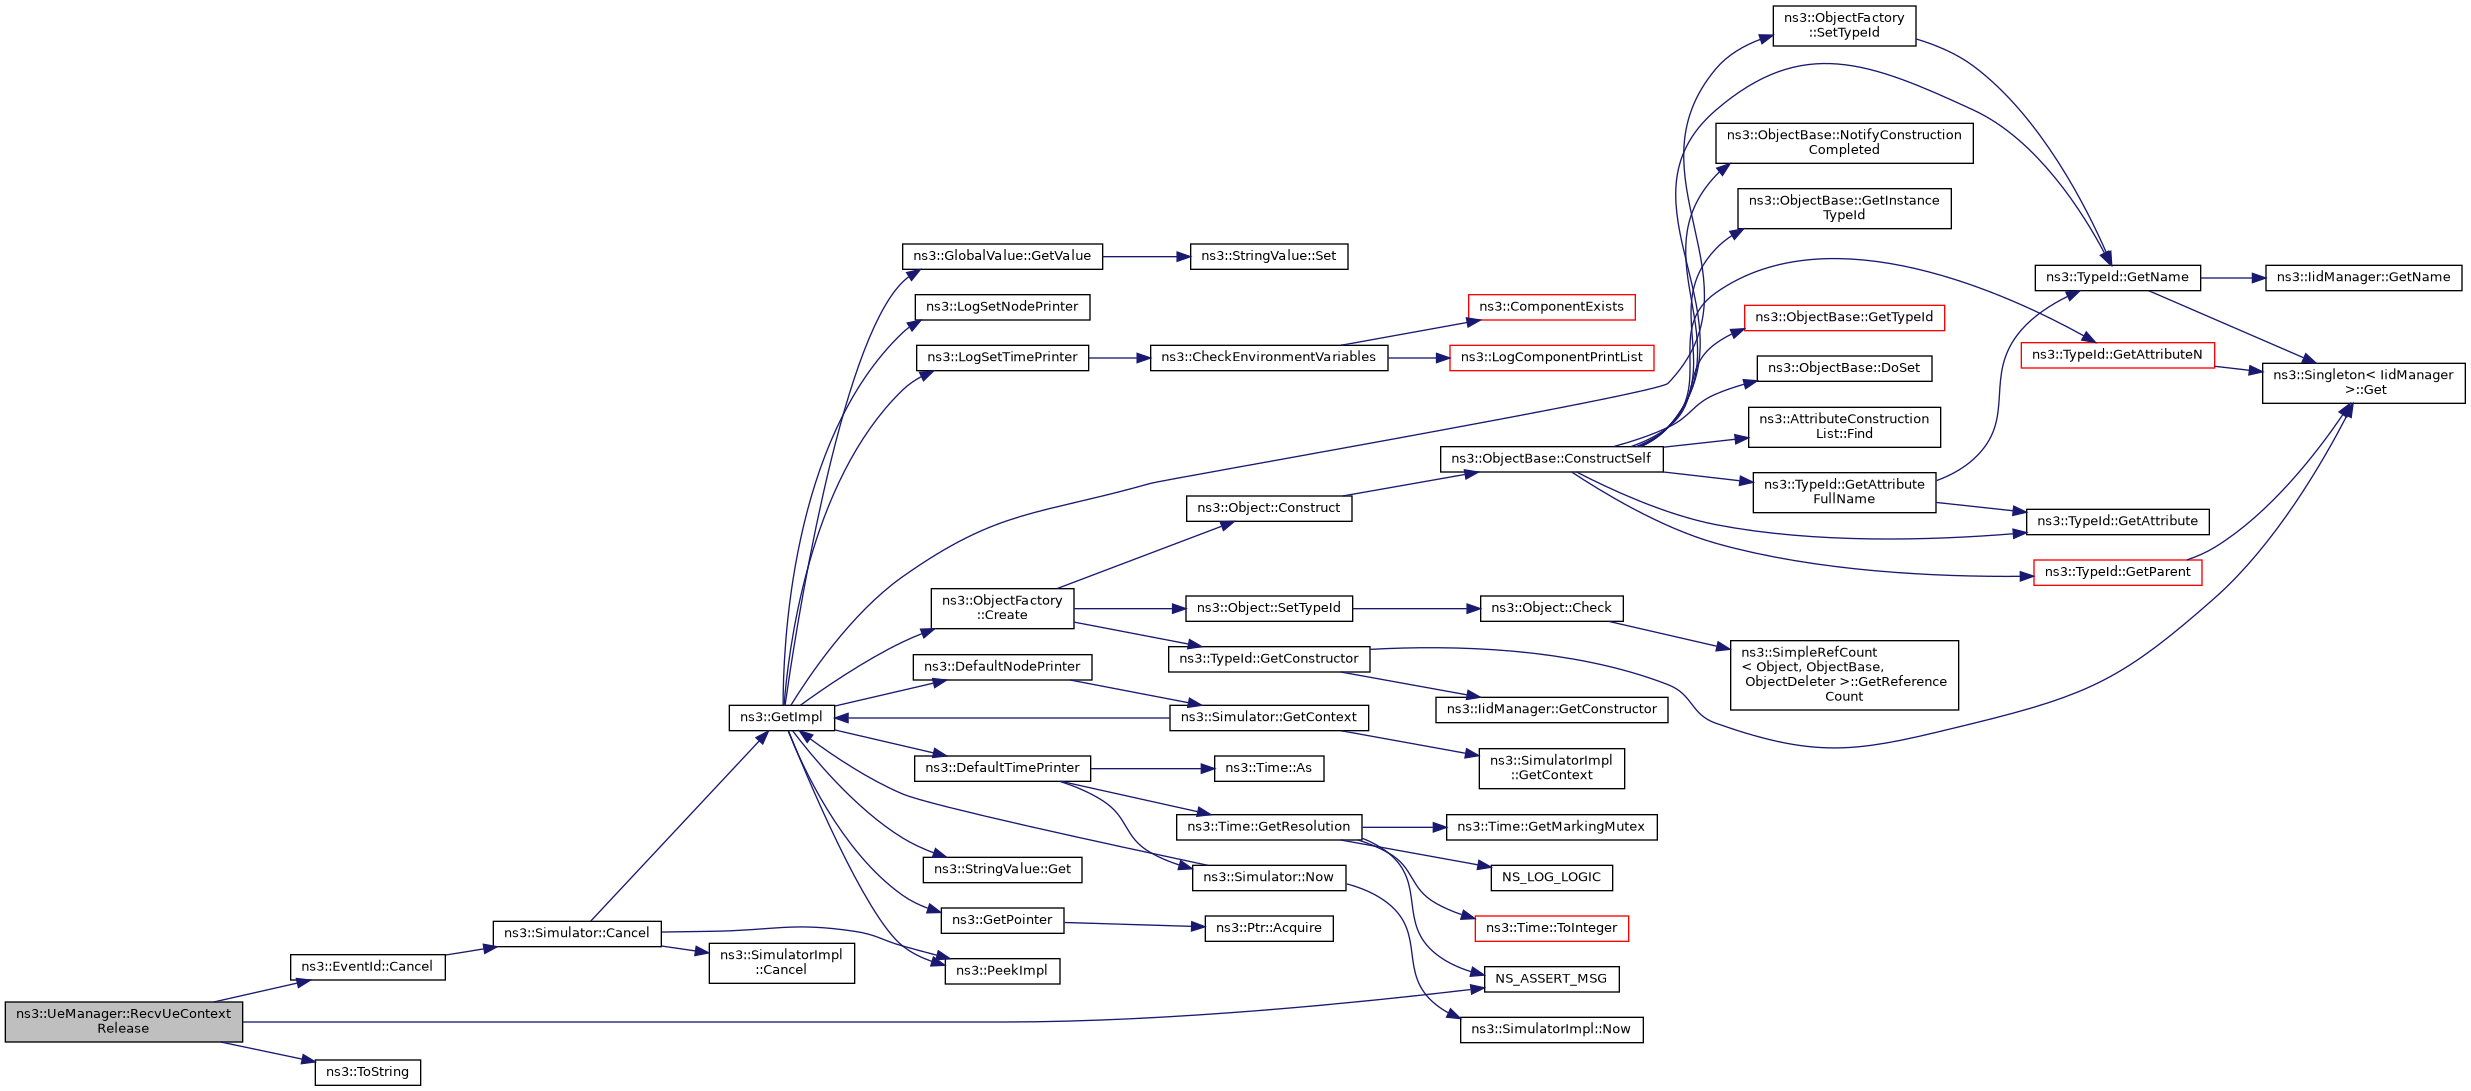 ns3::ObjectFactory
::SetTypeId
ns3::ObjectBase::NotifyConstruction
Completed
ns3::ObjectBase::GetInstance
TypeId
ns3::GlobalValue::GetValue
ns3::StringValue::Set
ns3::TypeId::GetName
ns3::IidManager::GetName
ns3::LogSetNodePrinter
ns3::ComponentExists
ns3::ObjectBase::GetTypeId
ns3::LogSetTimePrinter
ns3::CheckEnvironmentVariables
ns3::LogComponentPrintList
ns3::ObjectBase::DoSet
ns3::TypeId::GetAttributeN
ns3::Singleton< IidManager
>::Get
ns3::AttributeConstruction
List::Find
ns3::ObjectBase::ConstructSelf
ns3::TypeId::GetAttribute
FullName
ns3::Object::Construct
ns3::TypeId::GetAttribute
ns3::TypeId::GetParent
ns3::ObjectFactory
::Create
ns3::Object::SetTypeId
ns3::Object::Check
ns3::TypeId::GetConstructor
ns3::SimpleRefCount
< Object, ObjectBase,
ObjectDeleter >::GetReference
Count
ns3::DefaultNodePrinter
ns3::IidManager::GetConstructor
ns3::GetImpl
ns3::Simulator::GetContext
ns3::SimulatorImpl
::GetContext
ns3::DefaultTimePrinter
ns3::Time::As
ns3::Time::GetResolution
ns3::Time::GetMarkingMutex
ns3::StringValue::Get
ns3::Simulator::Now
NS_LOG_LOGIC
ns3::GetPointer
ns3::Ptr::Acquire
ns3::Time::ToInteger
ns3::Simulator::Cancel
ns3::SimulatorImpl
::Cancel
ns3::EventId::Cancel
ns3::PeekImpl
NS_ASSERT_MSG
ns3::UeManager::RecvUeContext
Release
ns3::SimulatorImpl::Now
ns3::ToString